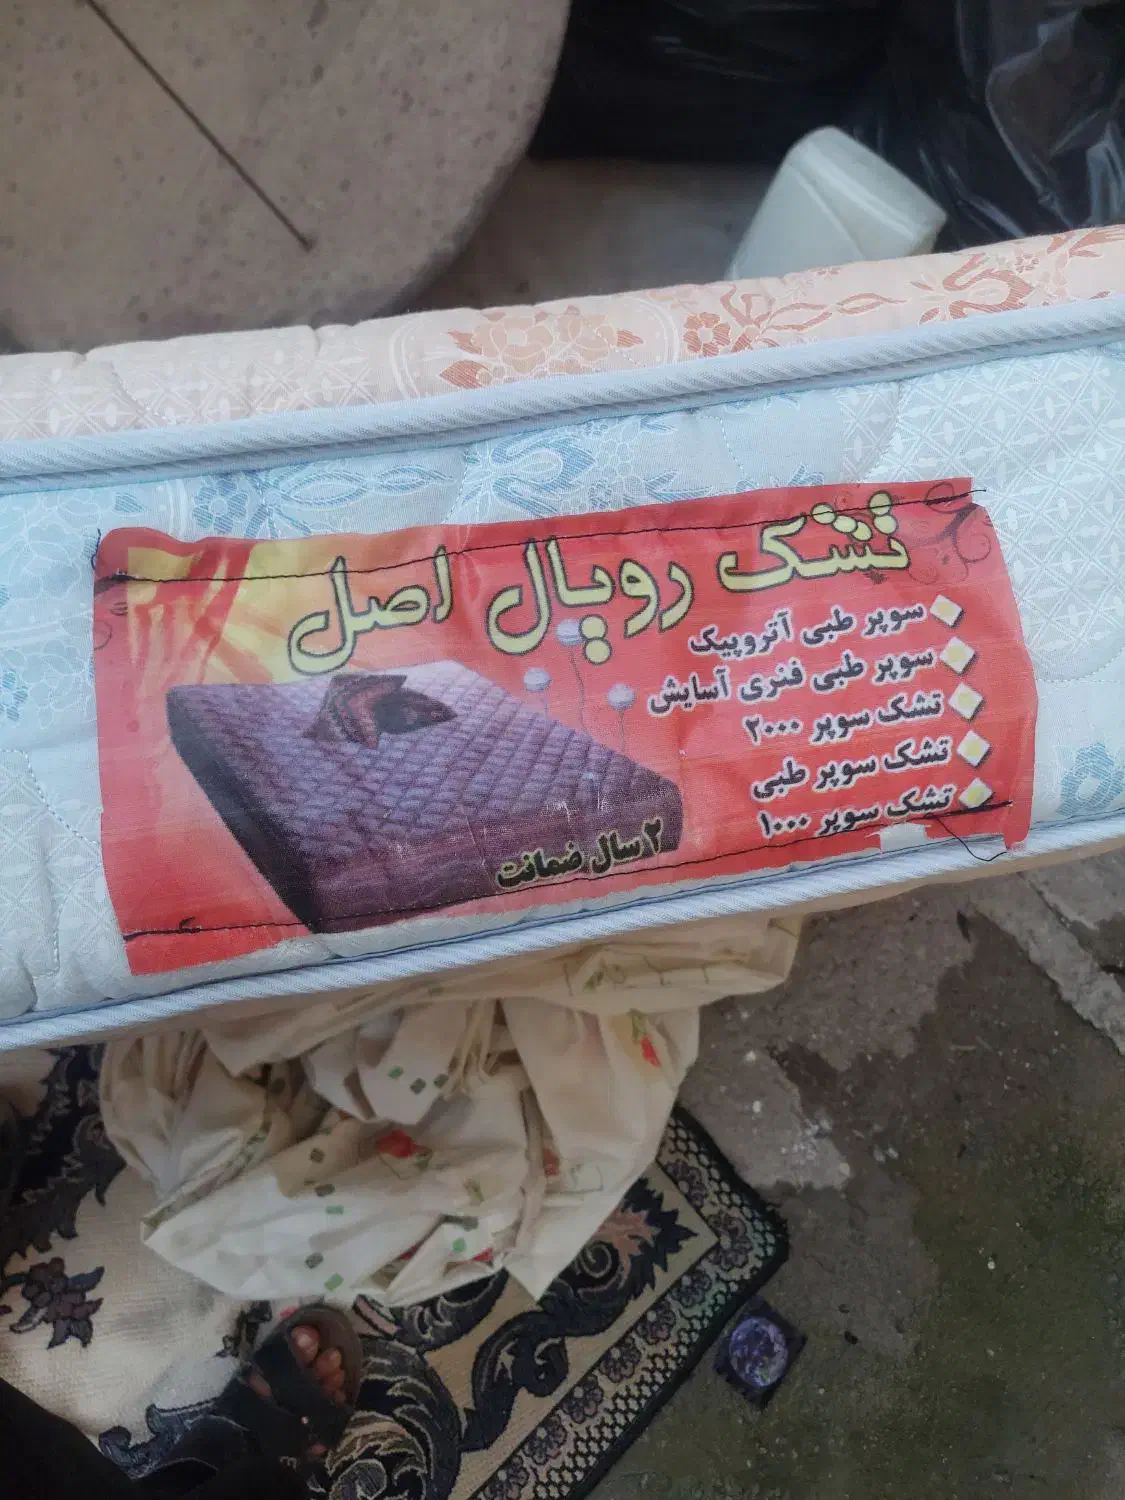 تشک رویال اصل
سوپر طبی آتروپیک
سوپر طبی فنری آسایش
تشک سوپر ۲۰۰۰
تشک سوپر طبی
تشک سوپر ۱۰۰۰
۲ سال ضمانت